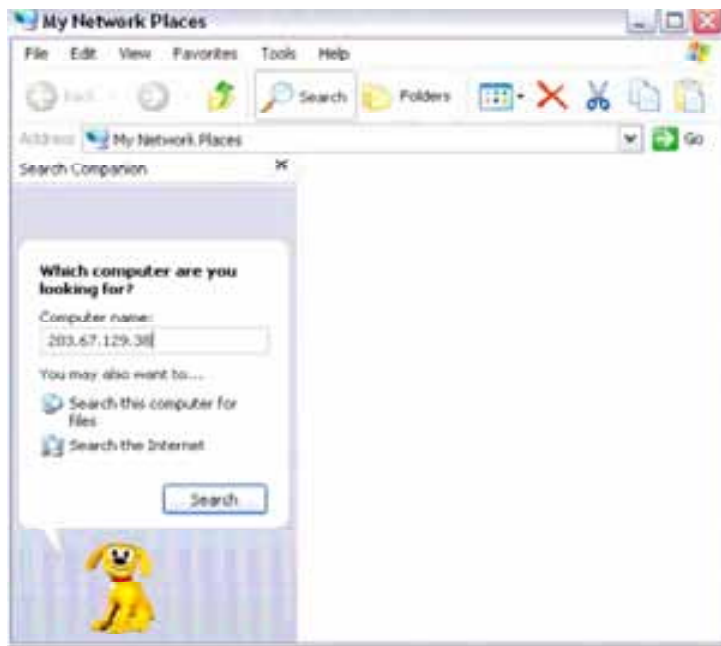 My Network Places
File Edit View Favorites Tools Help
Back Search Folders
Address My Network Places Go
Search Companion
Which computer are you
looking for?
Computer name:
203.67.129.38
You may also want to...
Search this computer for
files
Search the Internet
Search